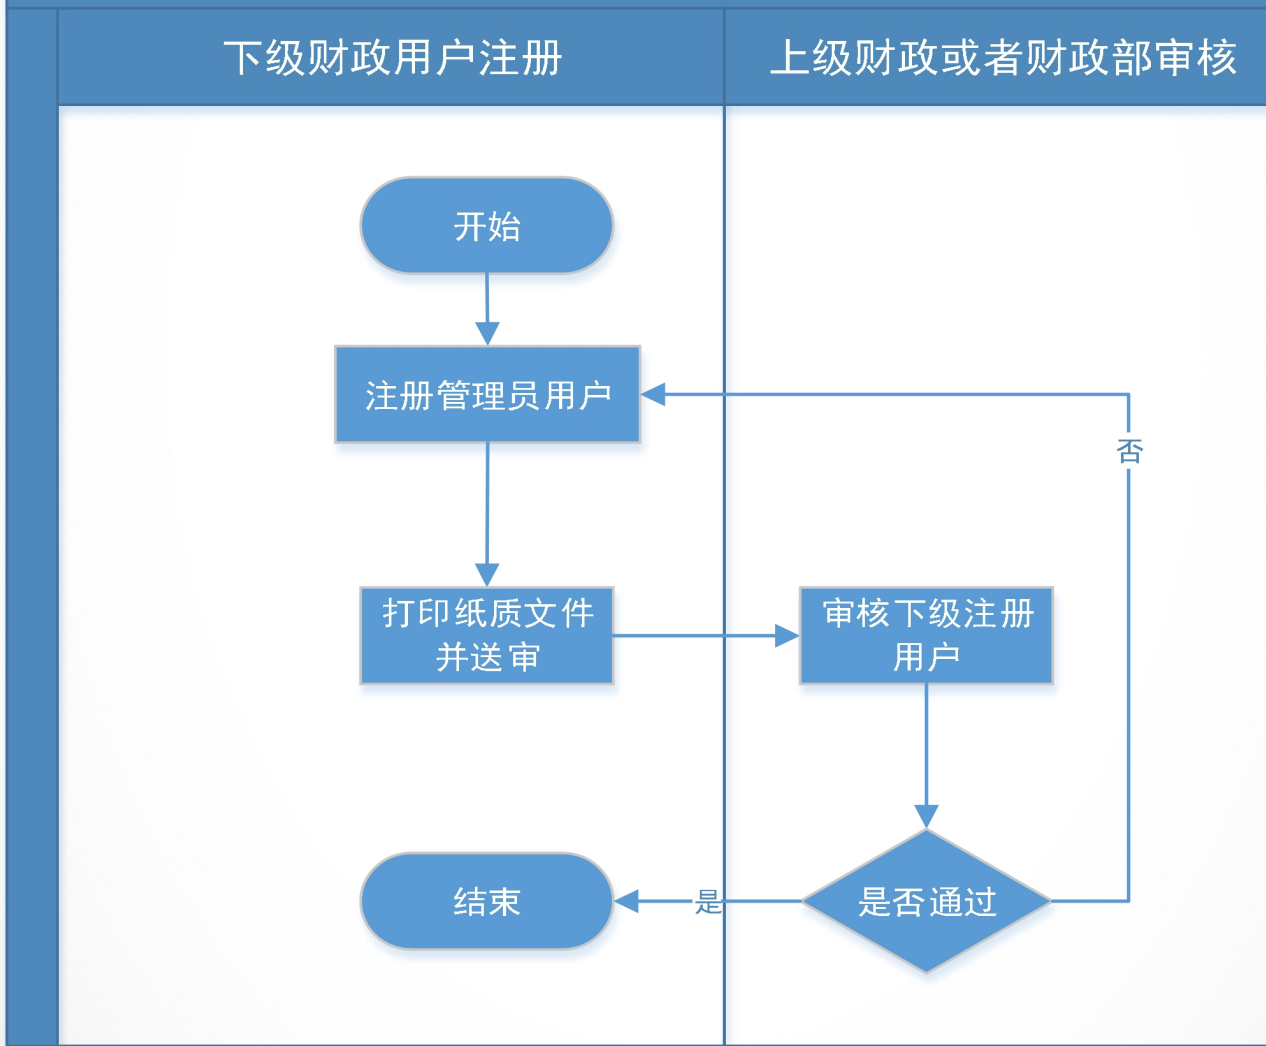 下级财政用户注册
上级财政或者财政部审核
开始
注册管理员用户
否
打印纸质文件
并送审
审核下级注册
用户
结束
是
是否通过